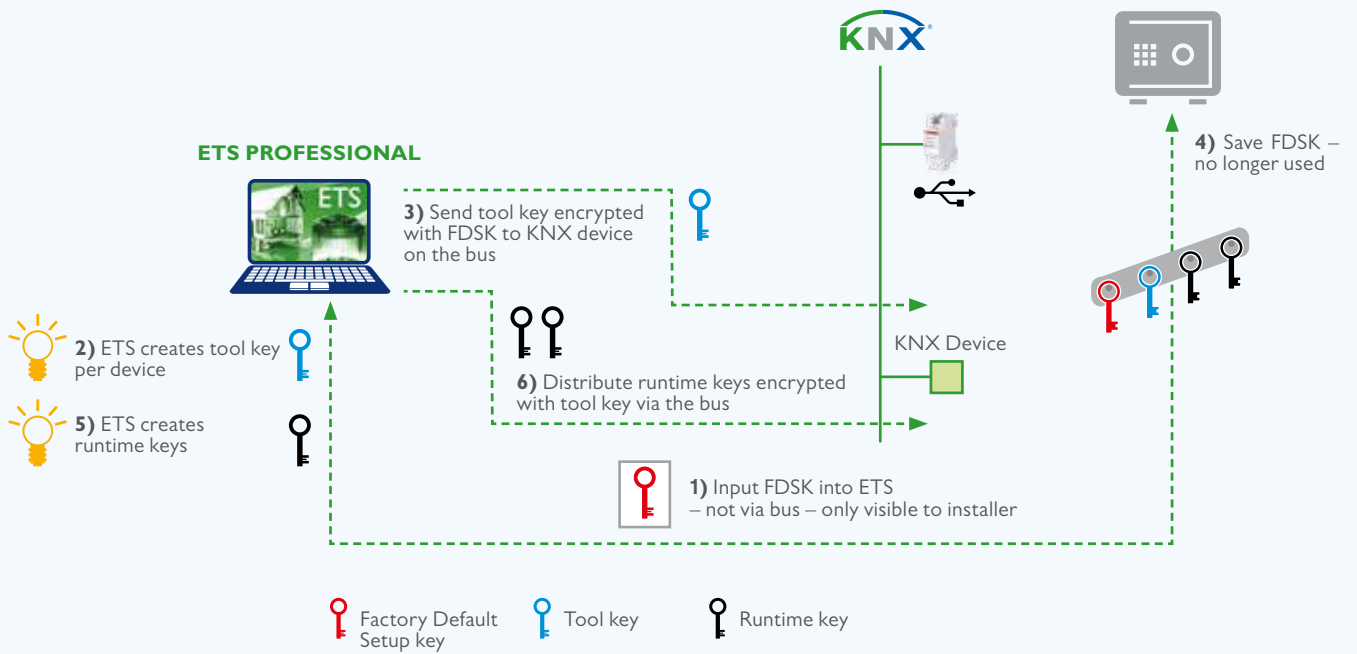 KNX®
ETS PROFESSIONAL
ETS
4) Save FDSK –
no longer used
3) Send tool key encrypted
with FDSK to KNX device
on the bus
2) ETS creates tool key
per device
KNX Device
6) Distribute runtime keys encrypted
with tool key via the bus
5) ETS creates
runtime keys
1) Input FDSK into ETS
– not via bus – only visible to installer
Factory Default
Setup key
Tool key
Runtime key